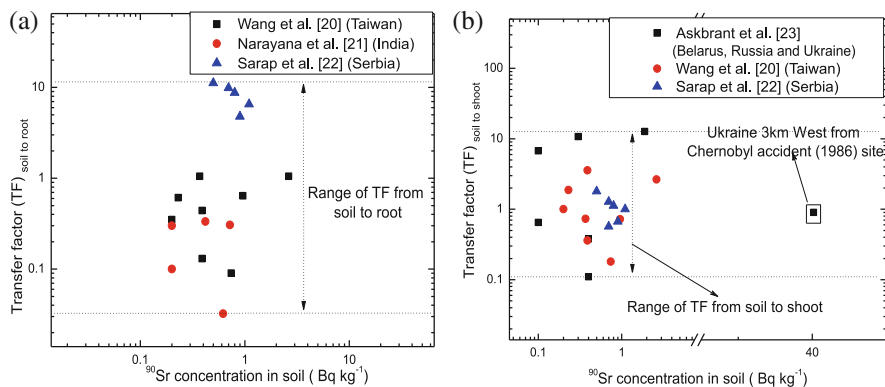 (a)
Wang et al. [20] (Taiwan)
Narayana et al. [21] (India)
Sarap et al. [22] (Serbia)
Transfer factor (TF) soil to root
10
1
0.1
Range of TF from
soil to root
0.1
1
10
⁹⁰Sr concentration in soil ( Bq kg⁻¹)
(b)
Askbrant et al. [23]
(Belarus, Russia and Ukraine)
Wang et al. [20] (Taiwan)
Sarap et al. [22] (Serbia)
Transfer factor (TF) soil to shoot
100
10
1
0.1
Ukraine 3km West from
Chernobyl accident (1986) site
Range of TF from soil to shoot
0.1
1
40
⁹⁰Sr concentration in soil ( Bq kg⁻¹)